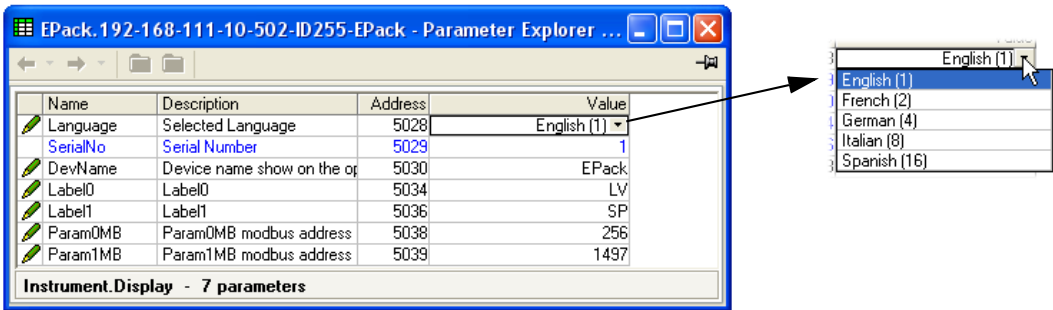 EPack.192-168-111-10-502-ID255-EPack - Parameter Explorer ...
Name Description Address Value
Language Selected Language 5028 English (1)
SerialNo Serial Number 5029 1
DevName Device name show on the op 5030 EPack
Label0 Label0 5034 LV
Label1 Label1 5036 SP
Param0MB Param0MB modbus address 5038 256
Param1MB Param1MB modbus address 5039 1497
Instrument.Display - 7 parameters
English (1)
English (1)
French (2)
German (4)
Italian (8)
Spanish (16)